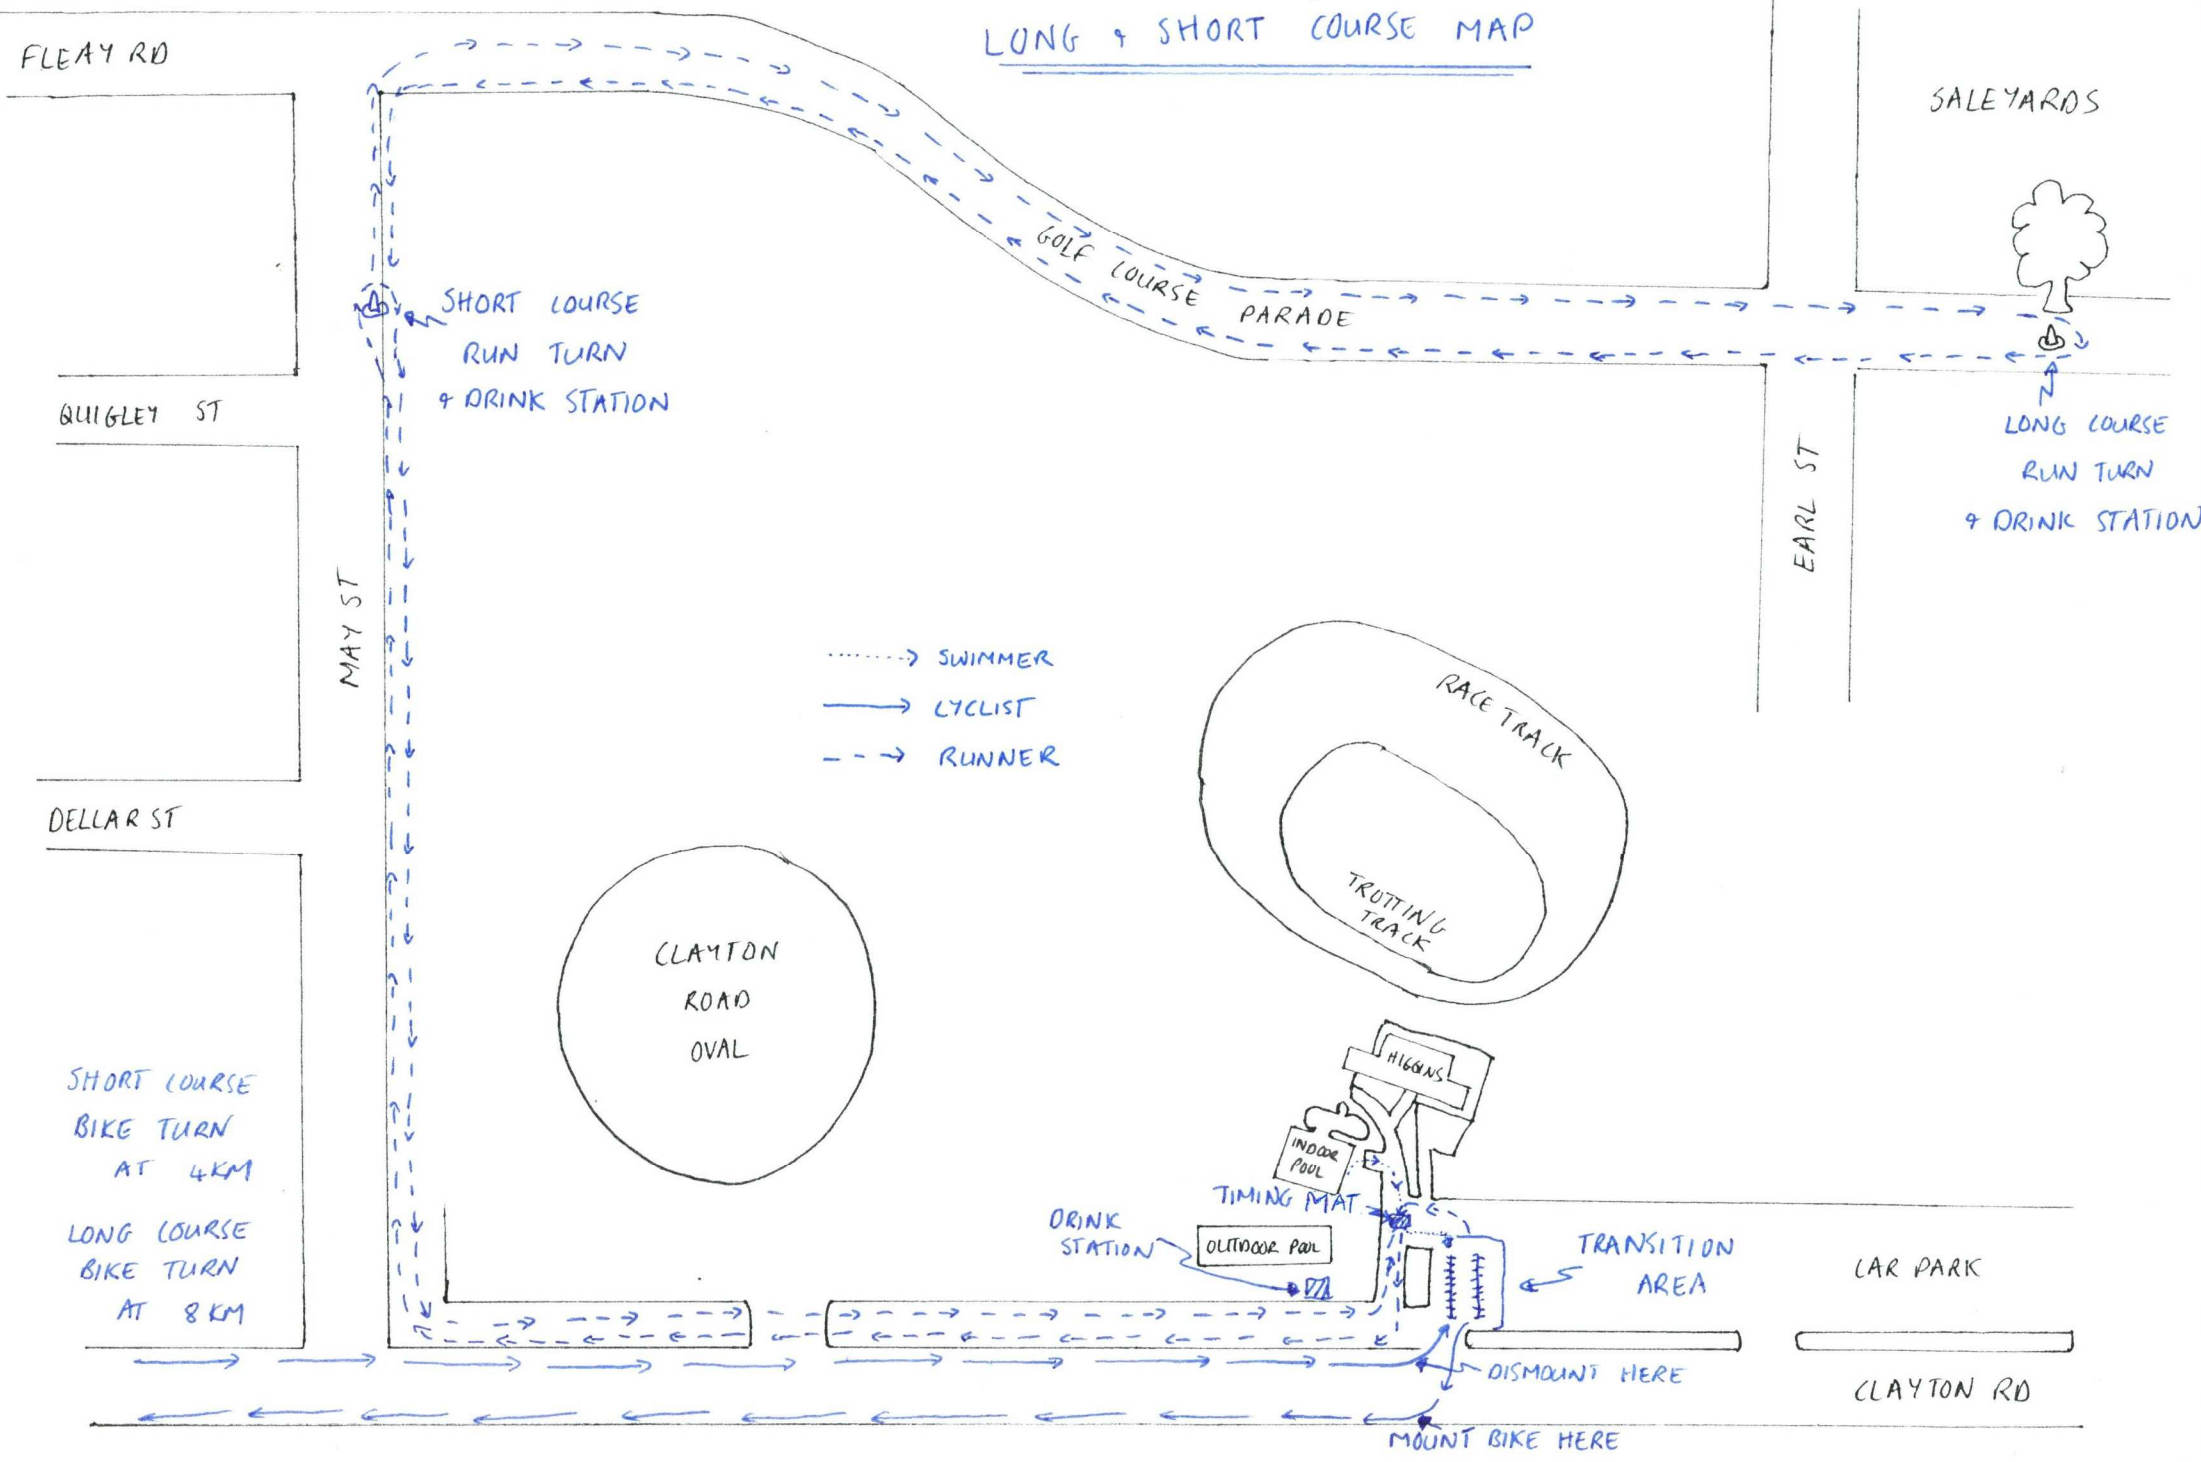 LONG & SHORT COURSE MAP
FLEAY RD
SALEYARDS
GOLF COURSE
PARADE
SHORT COURSE
RUN TURN
& DRINK STATION
QUIGLEY ST
LONG COURSE
RUN TURN
& DRINK STATION
EARL ST
MAY ST
SWIMMER
CYCLIST
RUNNER
RACE TRACK
TROTTING
TRACK
DELLAR ST
CLAYTON
ROAD
OVAL
HIGGINS
SHORT COURSE
BIKE TURN
AT 4KM
LONG COURSE
BIKE TURN
AT 8KM
INDOOR
POOL
TIMING MAT
DRINK
STATION
OUTDOOR POOL
TRANSITION
AREA
CAR PARK
DISMOUNT HERE
CLAYTON RD
MOUNT BIKE HERE